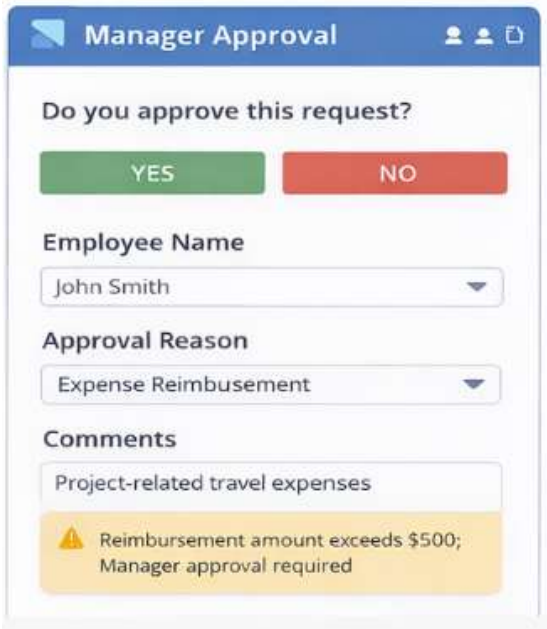 Manager Approval
Do you approve this request?
YES
NO
Employee Name
John Smith
Approval Reason
Expense Reimbusement
Comments
Project-related travel expenses
Reimbursement amount exceeds $500;
Manager approval required